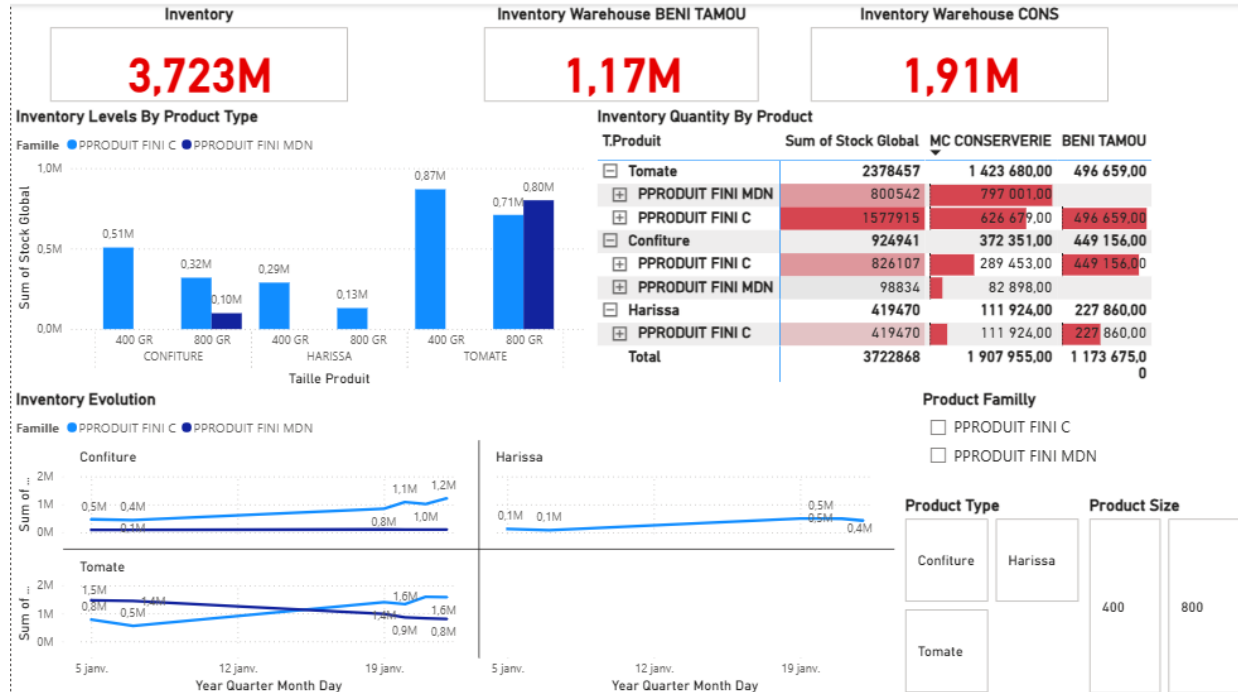 Inventory
Inventory Warehouse BENI TAMOU
Inventory Warehouse CONS
3,723M
1,17M
1,91M
Inventory Levels By Product Type
Famille PPRODUIT FINI C PPRODUIT FINI MDN
Sum of Stock Global
1,0M
0,5M
0,0M
0,51M
0,32M
0,10M
0,29M
0,13M
0,87M
0,71M
0,80M
400 GR 800 GR 400 GR 800 GR 400 GR 800 GR
CONFITURE HARISSA TOMATE
Taille Produit
Inventory Quantity By Product
T.Produit Sum of Stock Global MC CONSERVERIE BENI TAMOU
Tomate 2378457 1 423 680,00 496 659,00
PPRODUIT FINI MDN 800542 797 001,00
PPRODUIT FINI C 1577915 626 679,00 496 659,00
Confiture 924941 372 351,00 449 156,00
PPRODUIT FINI C 826107 289 453,00 449 156,00
PPRODUIT FINI MDN 98834 82 898,00
Harissa 419470 111 924,00 227 860,00
PPRODUIT FINI C 419470 111 924,00 227 860,00
Total 3722868 1 907 955,00 1 173 675,0
0
Inventory Evolution
Famille PPRODUIT FINI C PPRODUIT FINI MDN
Confiture
Sum of ...
2M
1M
0M
0,5M 0,4M 1,1M 1,2M
0,1M 0,8M 1,0M
Harissa
0,1M 0,1M 0,5M
0,5M 0,4M
Tomate
Sum of ...
2M
1M
0M
1,5M 1,4M 1,6M
0,8M 0,5M 1,4M 1,6M
0,9M 0,8M
5 janv. 12 janv. 19 janv.
Year Quarter Month Day
5 janv. 12 janv. 19 janv.
Year Quarter Month Day
Product Familly
PPRODUIT FINI C
PPRODUIT FINI MDN
Product Type
Confiture
Harissa
Tomate
Product Size
400
800